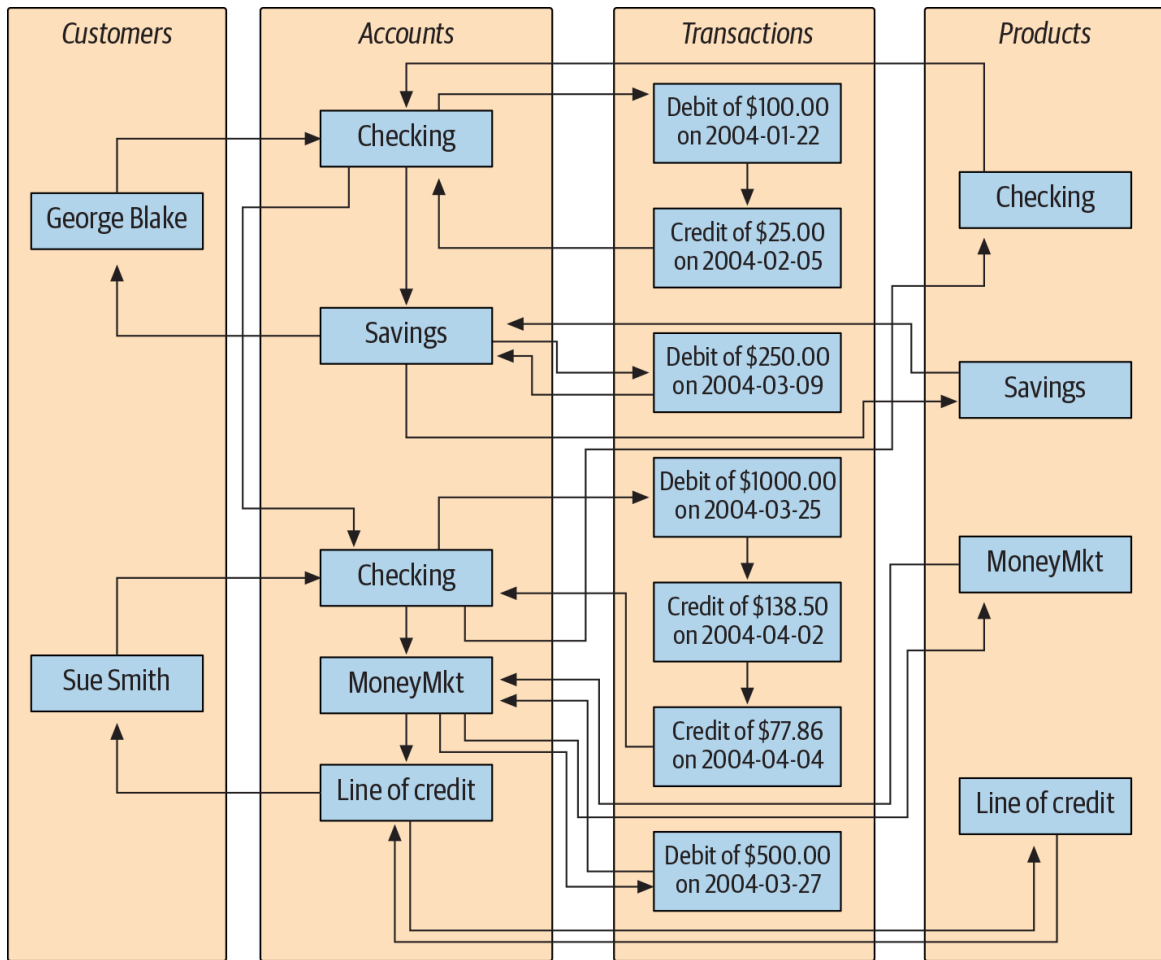 Customers
Accounts
Transactions
Products
George Blake
Sue Smith
Checking
Savings
Checking
MoneyMkt
Line of credit
Debit of $100.00
on 2004-01-22
Credit of $25.00
on 2004-02-05
Debit of $250.00
on 2004-03-09
Debit of $1000.00
on 2004-03-25
Credit of $138.50
on 2004-04-02
Credit of $77.86
on 2004-04-04
Debit of $500.00
on 2004-03-27
Checking
Savings
MoneyMkt
Line of credit